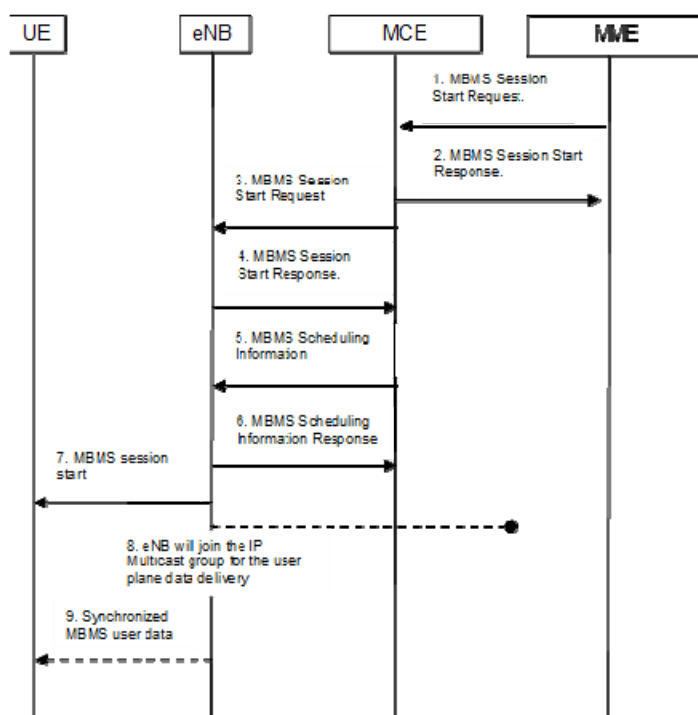 UE
eNB
MCE
MME
1. MBMS Session
Start Request.
2. MBMS Session Start
Response.
3. MBMS Session
Start Request
4. MBMS Session
Start Response.
5. MBMS Scheduling
Information
6. MBMS Scheduling
Information Response
7. MBMS session
start
8. eNB will join the IP
Multicast group for the user
plane data delivery
9. Synchronized
MBMS user data